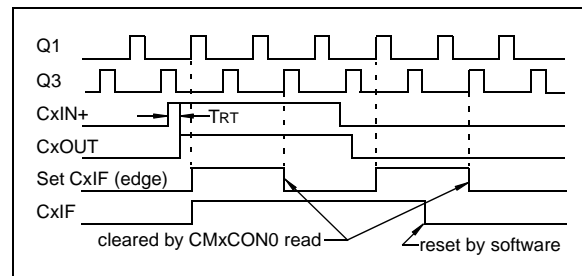 Q1
Q3
CxIN+
TRT
CxOUT
Set CxIF (edge)
CxIF
cleared by CMxCON0 read
reset by software